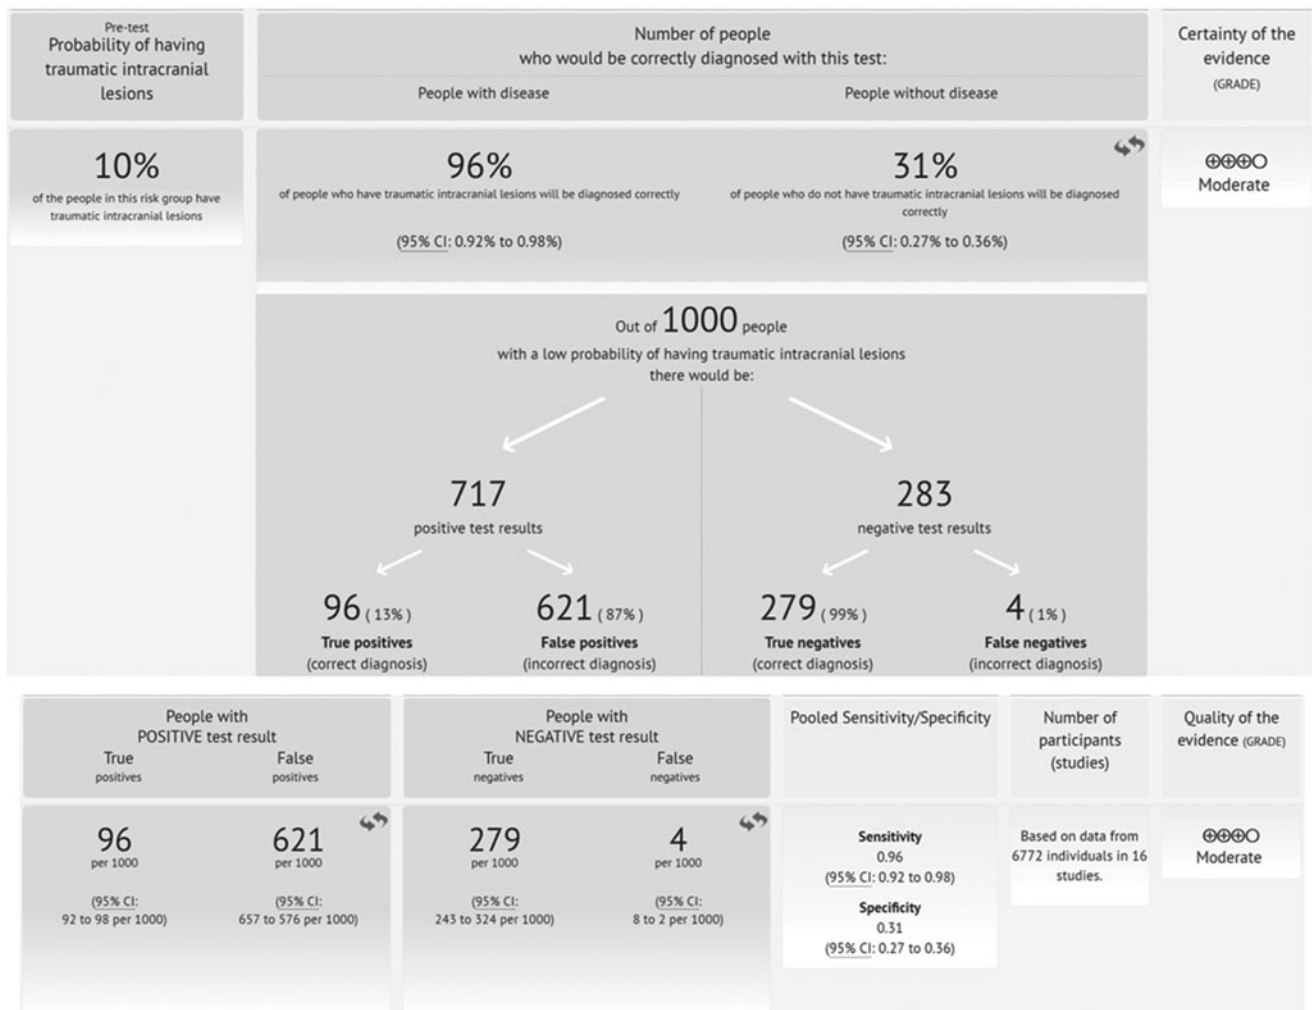 Pre-test
Probability of having
traumatic intracranial
lesions
Number of people
who would be correctly diagnosed with this test:
People with disease
People without disease
Certainty of the
evidence
(GRADE)
10%
of the people in this risk group have
traumatic intracranial lesions
96%
of people who have traumatic intracranial lesions will be diagnosed correctly
(95% CI: 0.92% to 0.98%)
31%
of people who do not have traumatic intracranial lesions will be diagnosed
correctly
(95% CI: 0.27% to 0.36%)
⊕⊕⊕○
Moderate
Out of 1000 people
with a low probability of having traumatic intracranial lesions
there would be:
717
positive test results
283
negative test results
96 ( 13% )
True positives
(correct diagnosis)
621 ( 87% )
False positives
(incorrect diagnosis)
279 ( 99% )
True negatives
(correct diagnosis)
4 ( 1% )
False negatives
(incorrect diagnosis)
People with
POSITIVE test result
True
positives
False
positives
People with
NEGATIVE test result
True
negatives
False
negatives
Pooled Sensitivity/Specificity
Number of
participants
(studies)
Quality of the
evidence (GRADE)
96
per 1000
(95% CI:
92 to 98 per 1000)
621
per 1000
(95% CI:
657 to 576 per 1000)
279
per 1000
(95% CI:
243 to 324 per 1000)
4
per 1000
(95% CI:
8 to 2 per 1000)
Sensitivity
0.96
(95% CI: 0.92 to 0.98)
Specificity
0.31
(95% CI: 0.27 to 0.36)
Based on data from
6772 individuals in 16
studies.
⊕⊕⊕○
Moderate